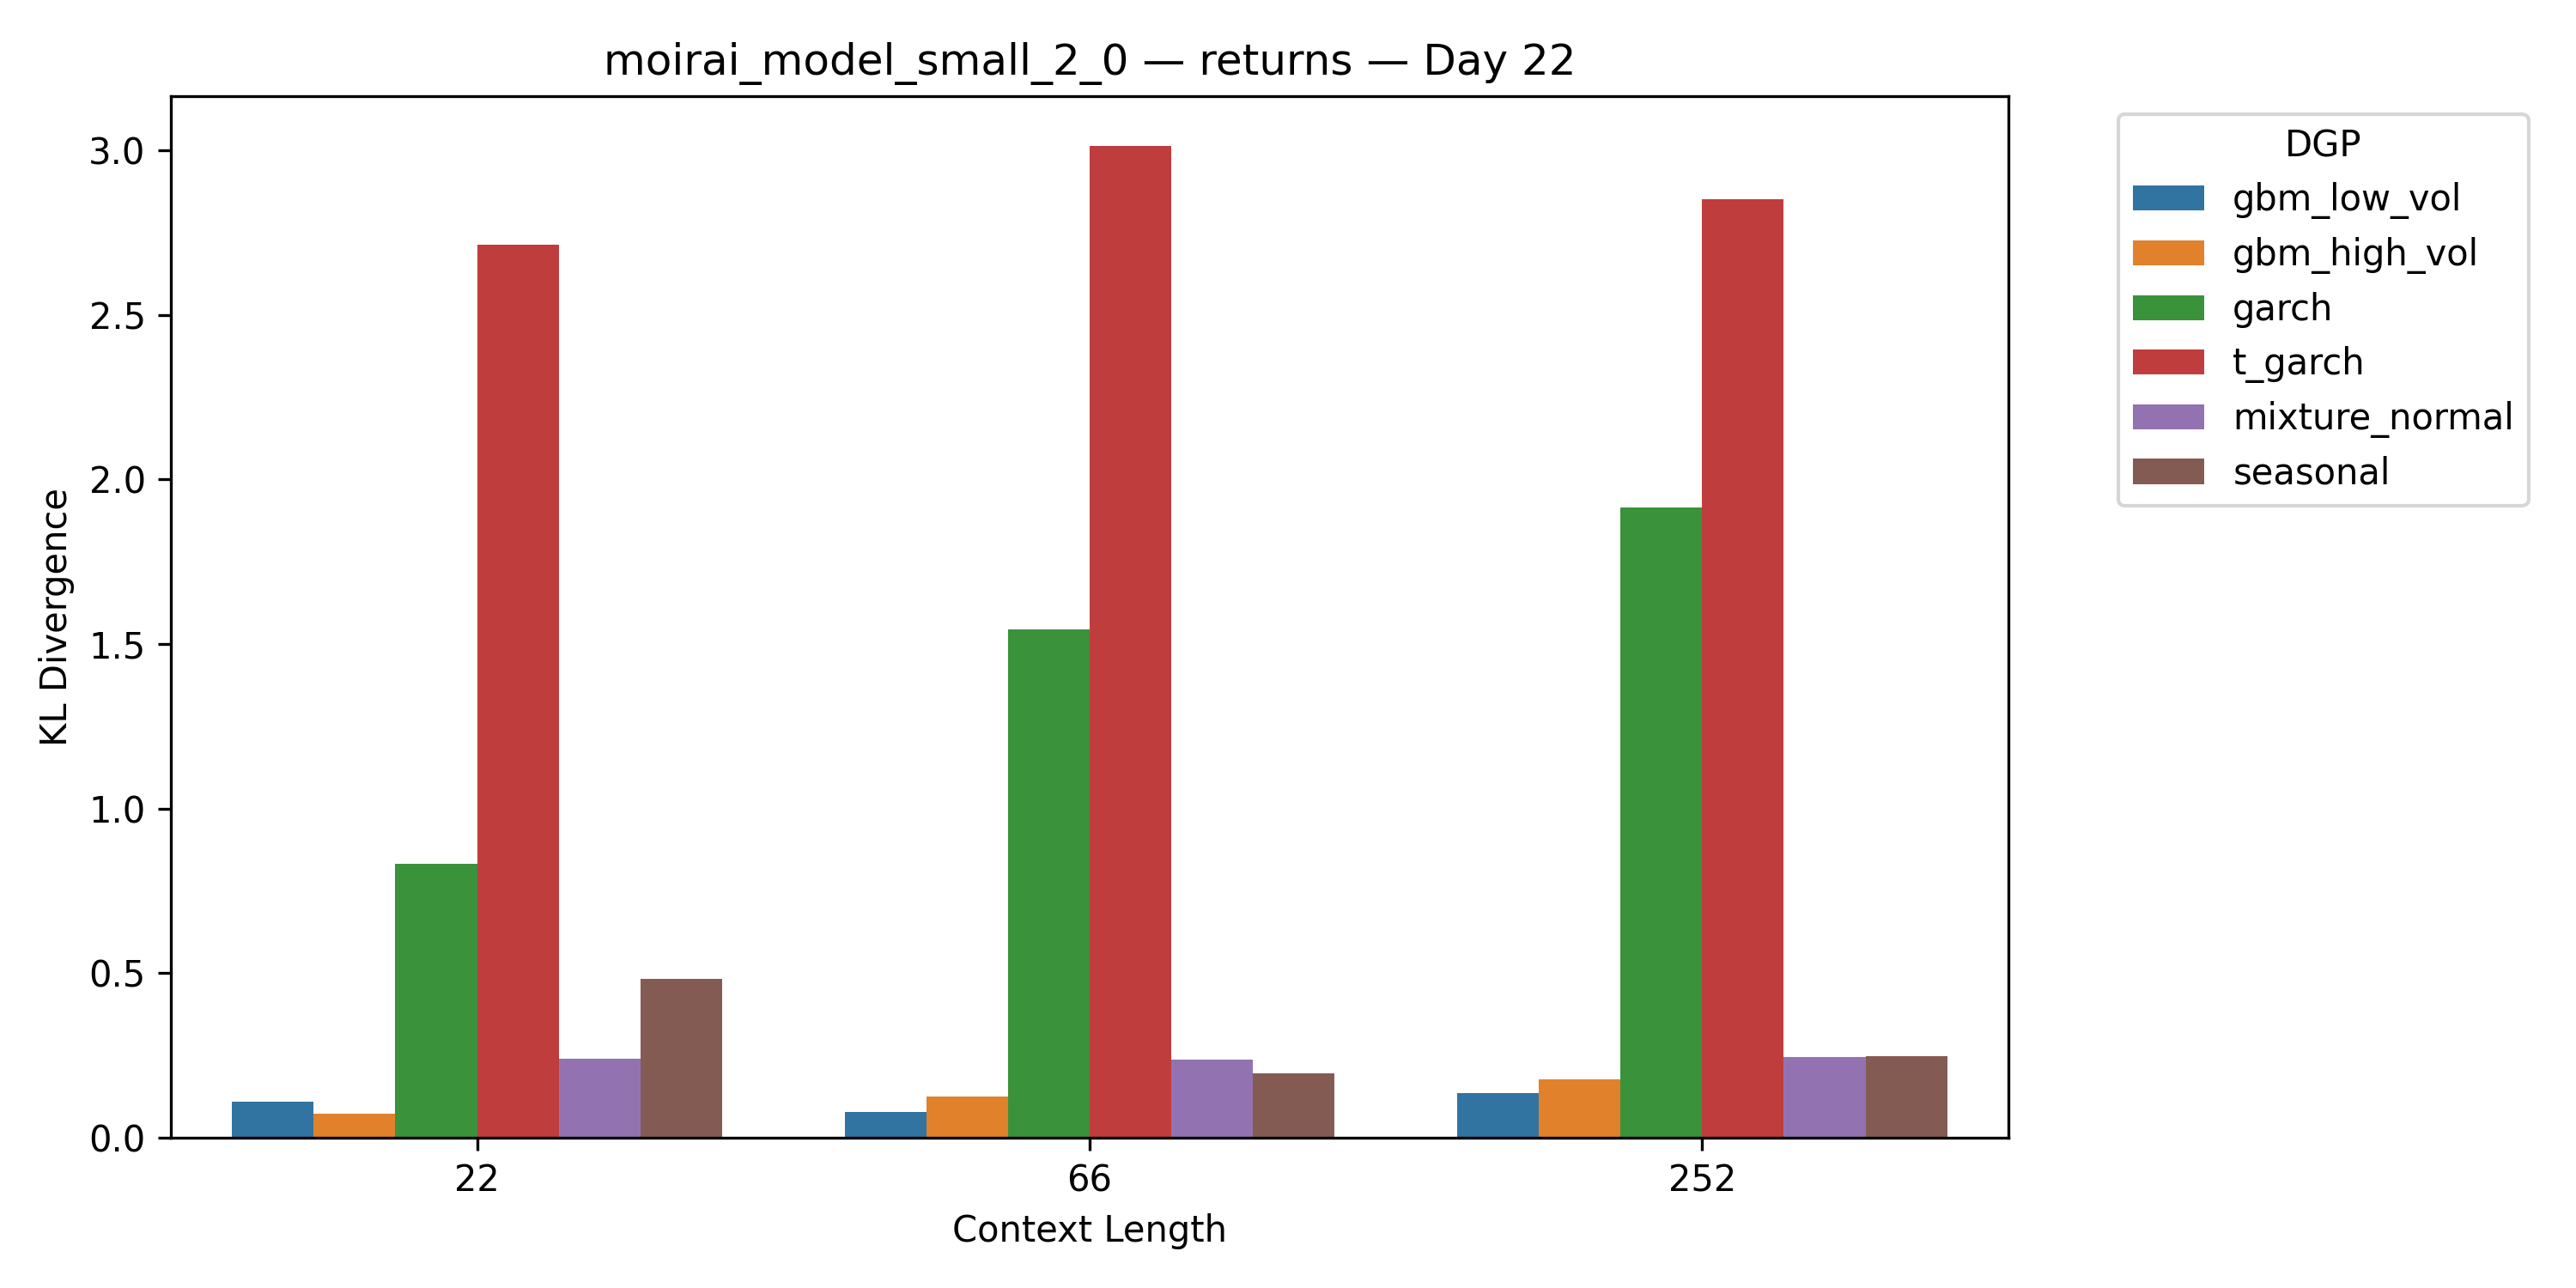 moirai_model_small_2_0 — returns — Day 22
KL Divergence
3.0
2.5
2.0
1.5
1.0
0.5
0.0
22
66
252
Context Length
DGP
gbm_low_vol
gbm_high_vol
garch
t_garch
mixture_normal
seasonal